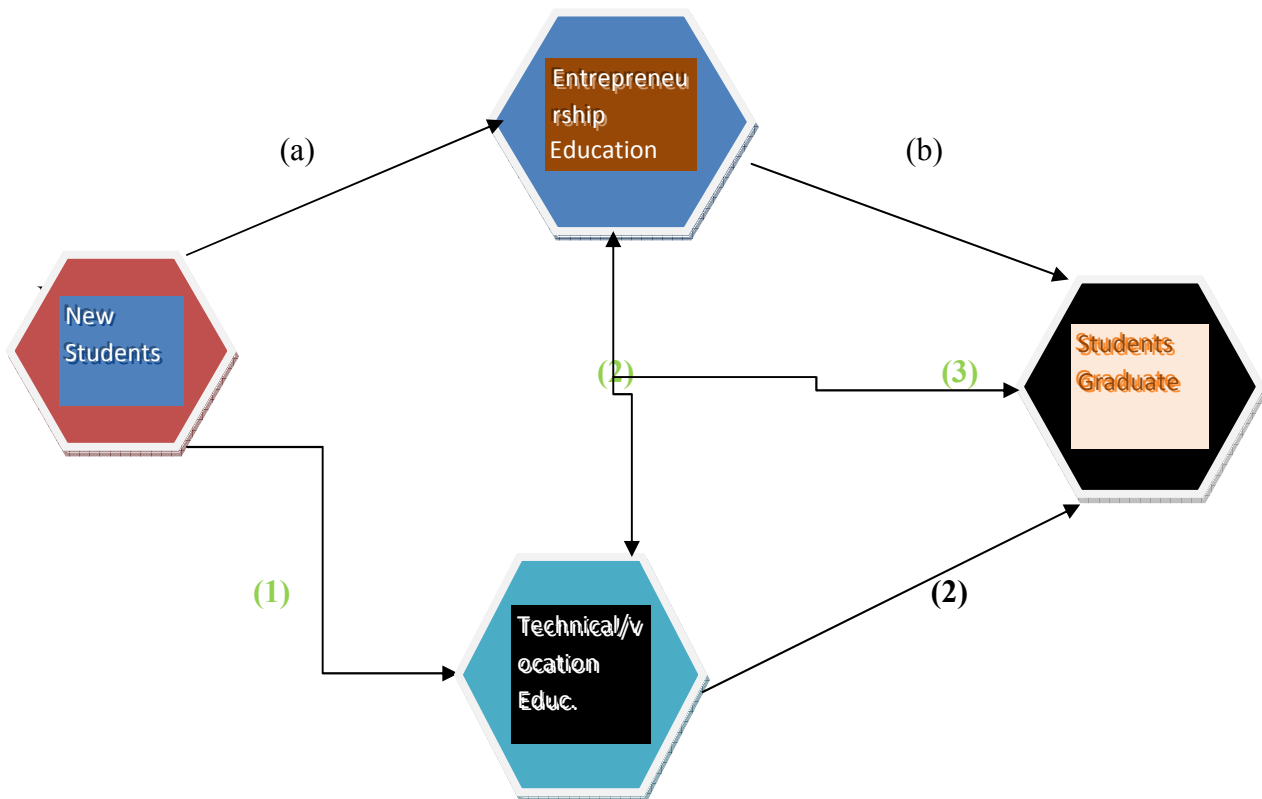 Entrepreneu
rship
Education
(a)
(b)
New
Students
(2)
(3)
Students
Graduate
(1)
(2)
Technical/v
ocation
Educ.